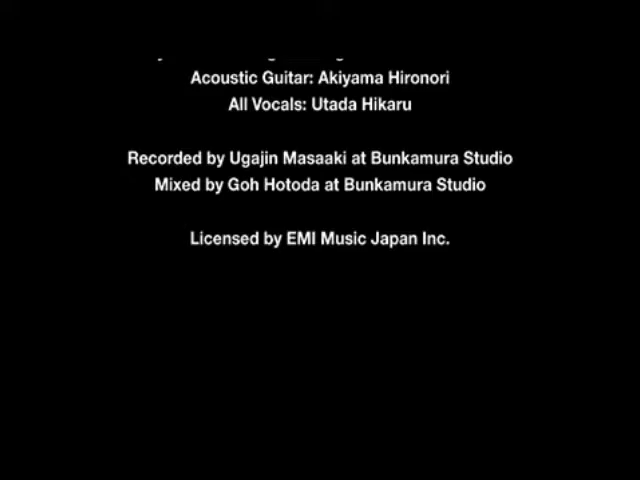 Acoustic Guitar: Akiyama Hironori
All Vocals: Utada Hikaru
Recorded by Ugajin Masaaki at Bunkamura Studio
Mixed by Goh Hotoda at Bunkamura Studio
Licensed by EMI Music Japan Inc.